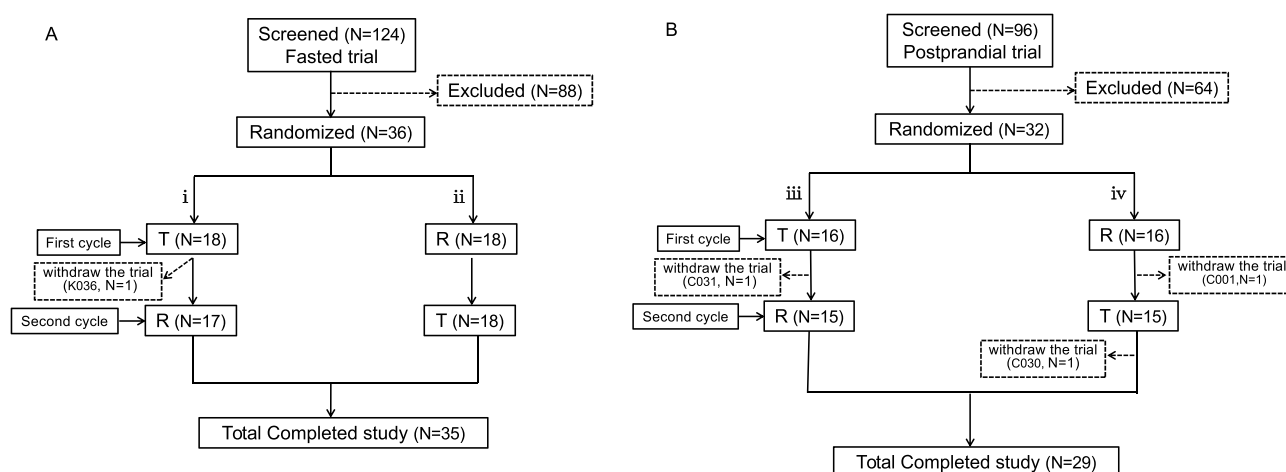 A
Screened (N=124)
Fasted trial
Excluded (N=88)
Randomized (N=36)
i
ii
First cycle
T (N=18)
R (N=18)
withdraw the trial
(K036, N=1)
Second cycle
R (N=17)
T (N=18)
Total Completed study (N=35)
B
Screened (N=96)
Postprandial trial
Excluded (N=64)
Randomized (N=32)
iii
iv
First cycle
T (N=16)
R (N=16)
withdraw the trial
(C031, N=1)
withdraw the trial
(C001,N=1)
Second cycle
R (N=15)
T (N=15)
withdraw the trial
(C030, N=1)
Total Completed study (N=29)